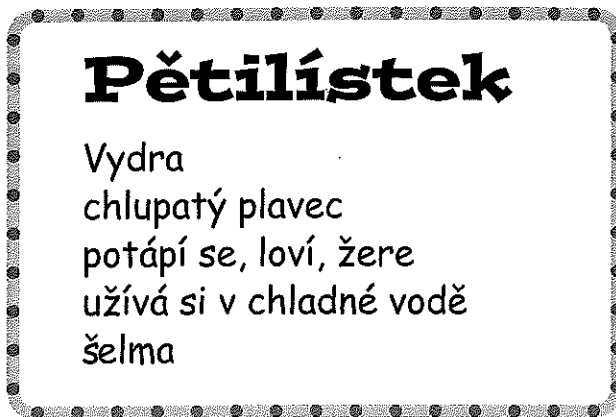 Pětilístek
Vydra
chlupatý plavec
potápí se, loví, žere
užívá si v chladné vodě
šelma